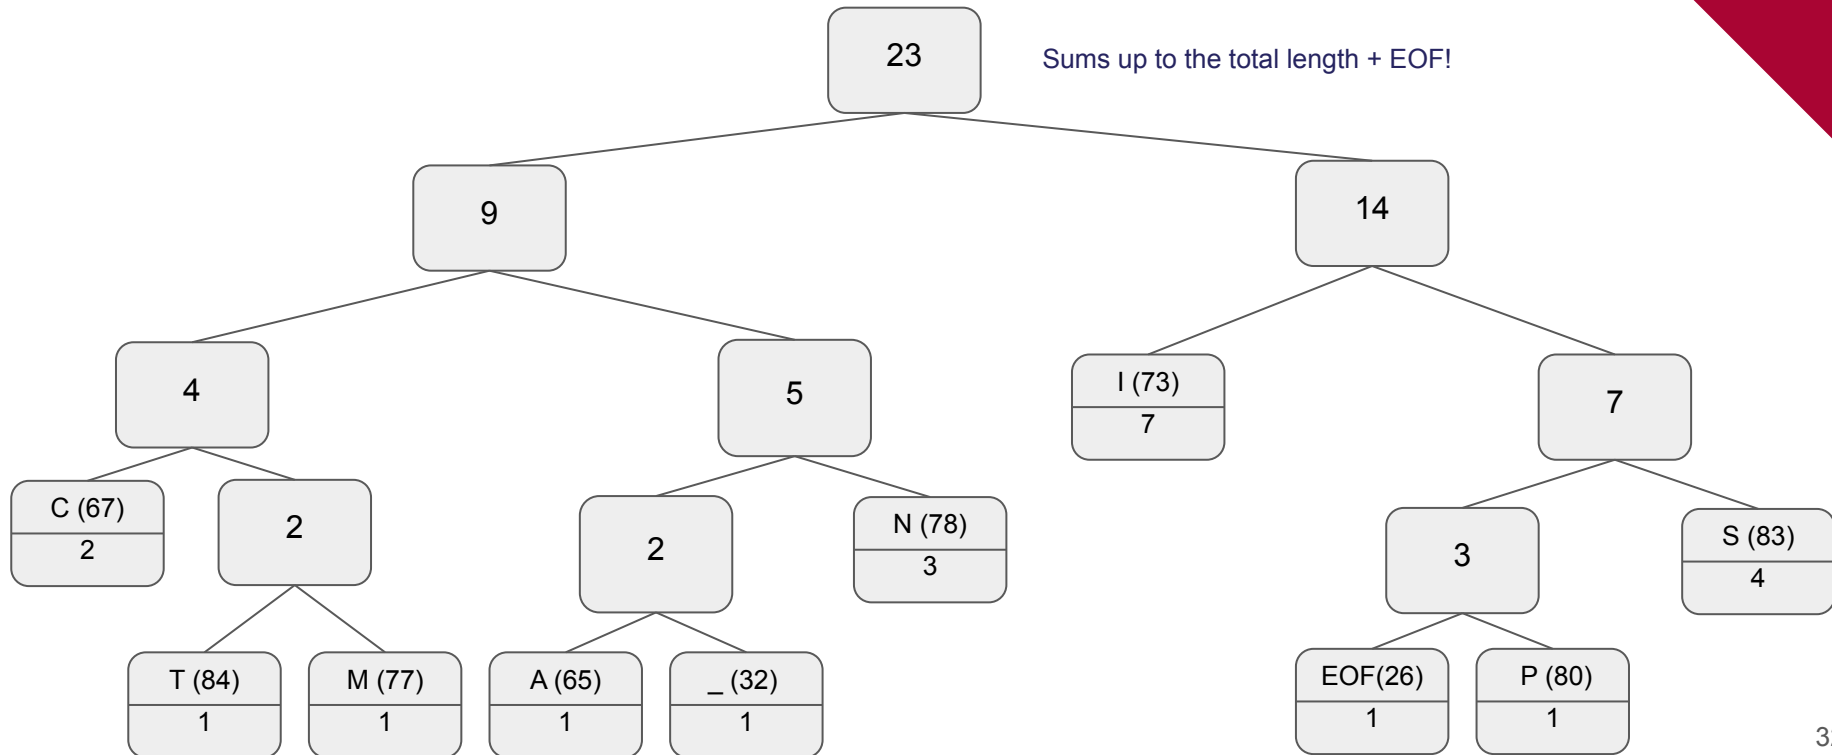 23
Sums up to the total length + EOF!
9
14
4
5
I (73)
7
7
C (67)
2
2
2
N (78)
3
3
S (83)
4
T (84)
1
M (77)
1
A (65)
1
_ (32)
1
EOF(26)
1
P (80)
1